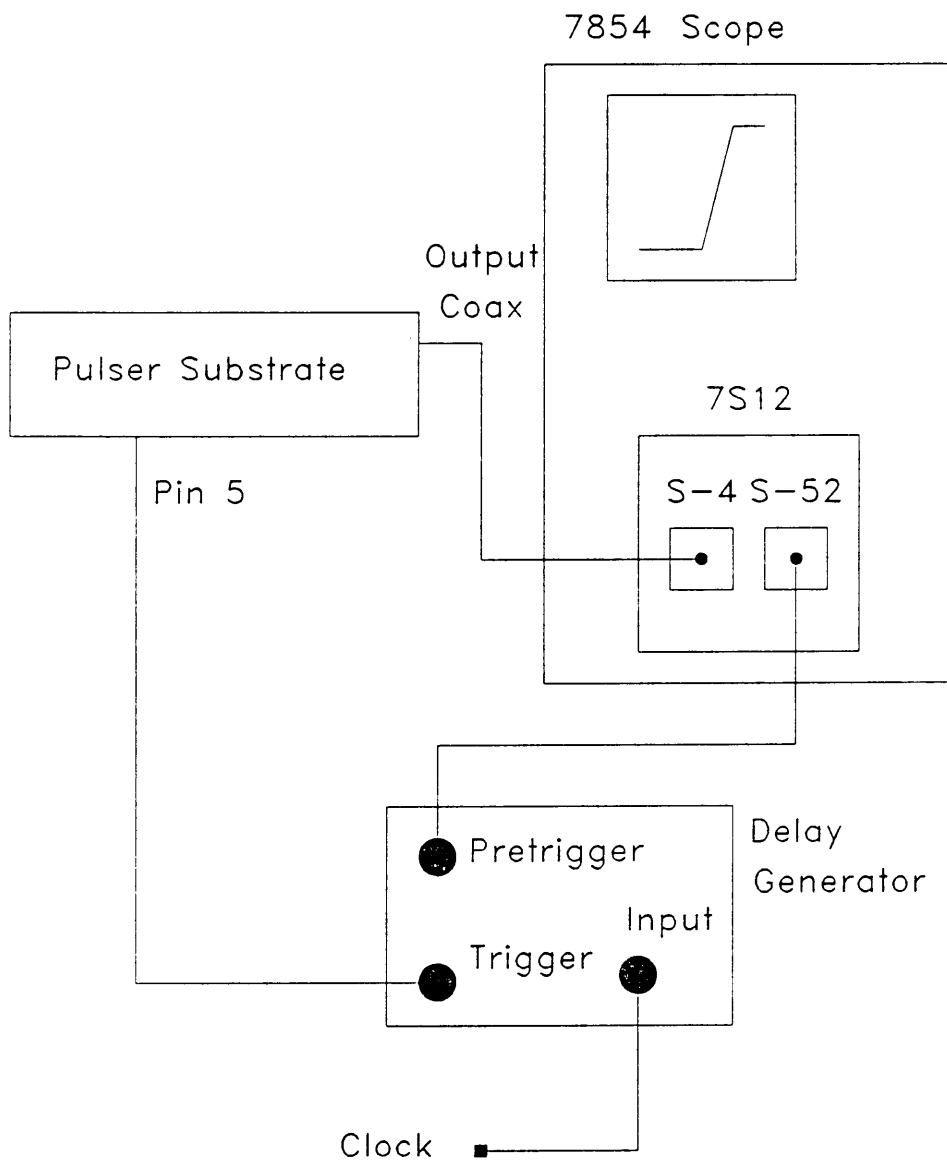 7854 Scope
Output
Coax
Pulser Substrate
7S12
Pin 5
S-4 S-52
Delay
Generator
Pretrigger
Input
Trigger
Clock